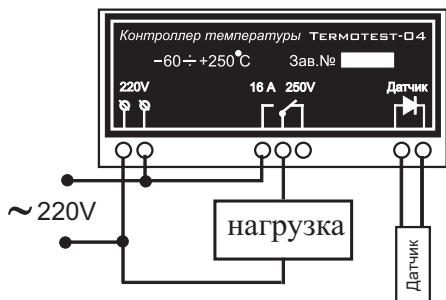 Контроллер температуры TERMOTEST-04
−60 ÷ +250°C Зав.№
220V 16 А 250V Датчик
~ 220V
нагрузка
Датчик